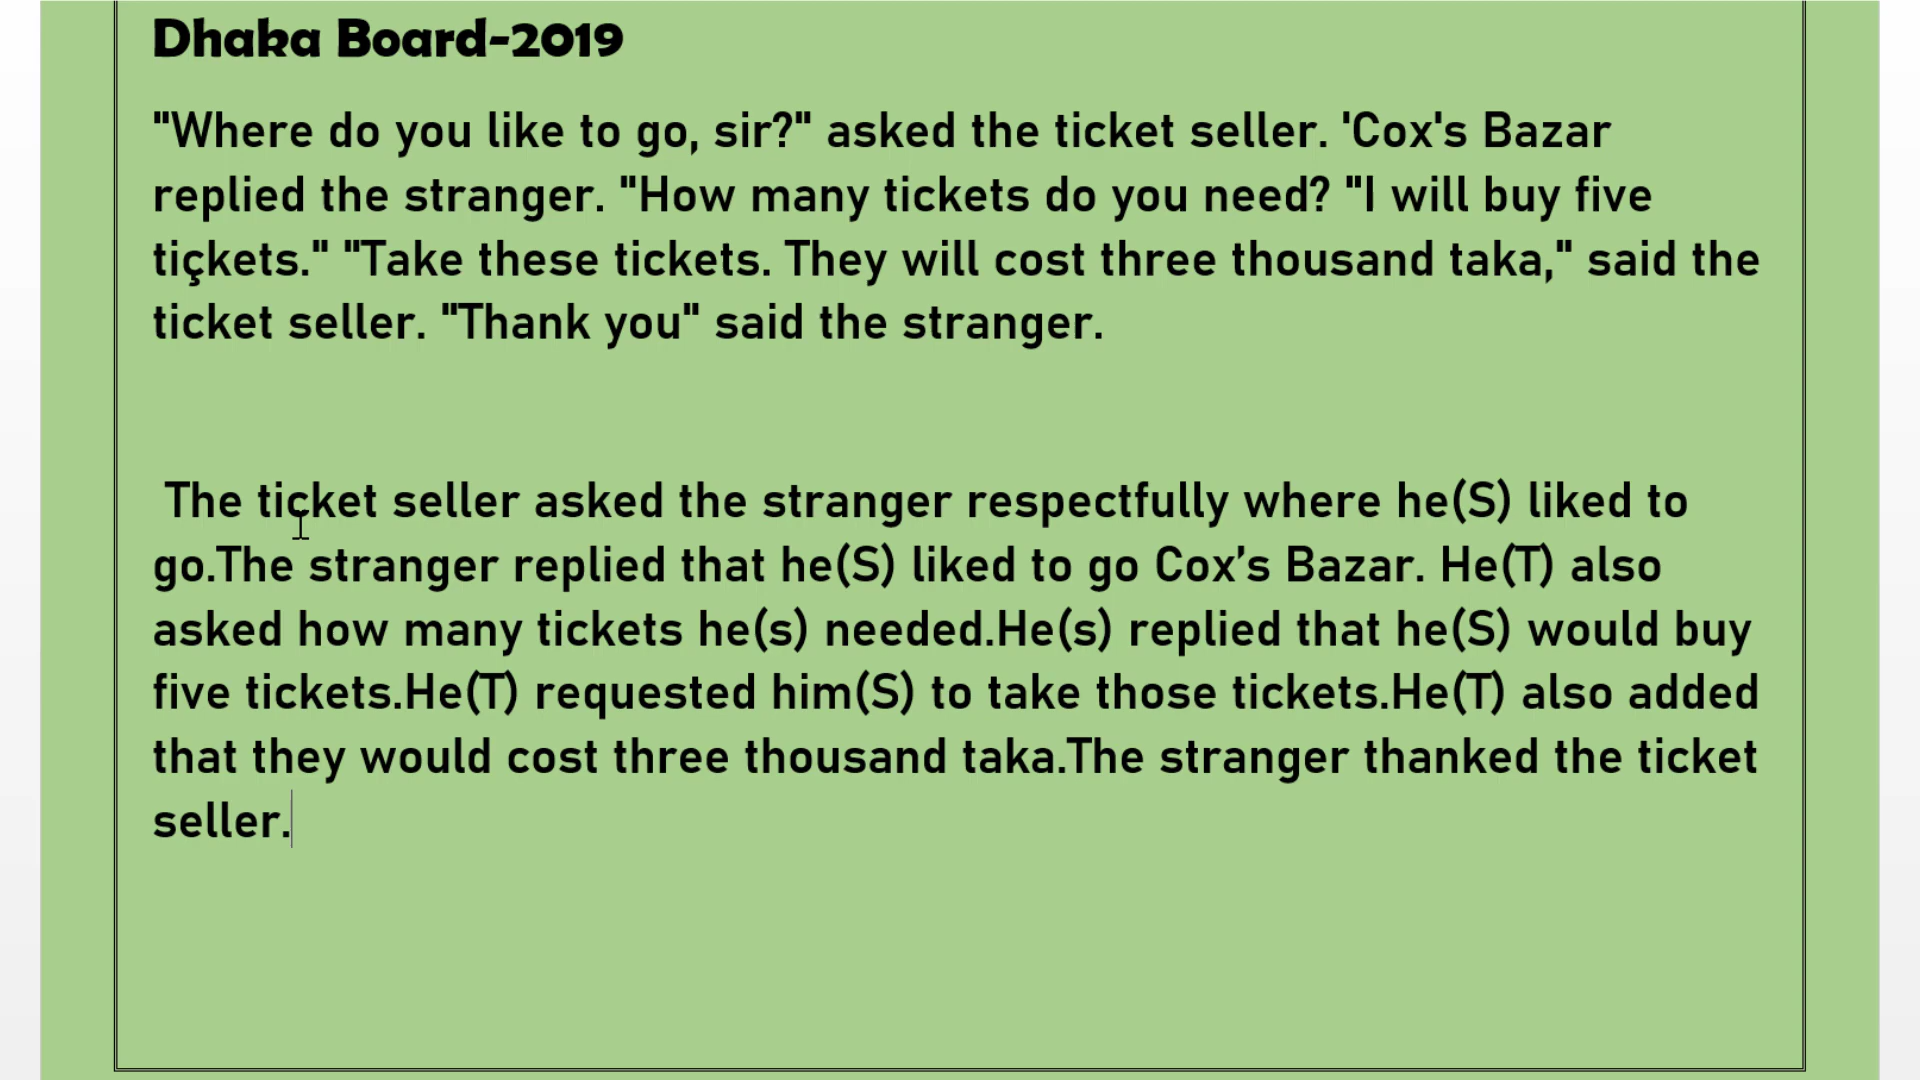 Dhaka Board-2019
"Where do you like to go, sir?" asked the ticket seller. 'Cox's Bazar
replied the stranger. "How many tickets do you need? "I will buy five
tiçkets." "Take these tickets. They will cost three thousand taka," said the
ticket seller. "Thank you" said the stranger.
The ticket seller asked the stranger respectfully where he(S) liked to
go.The stranger replied that he(S) liked to go Cox’s Bazar. He(T) also
asked how many tickets he(s) needed.He(s) replied that he(S) would buy
five tickets.He(T) requested him(S) to take those tickets.He(T) also added
that they would cost three thousand taka.The stranger thanked the ticket
seller.